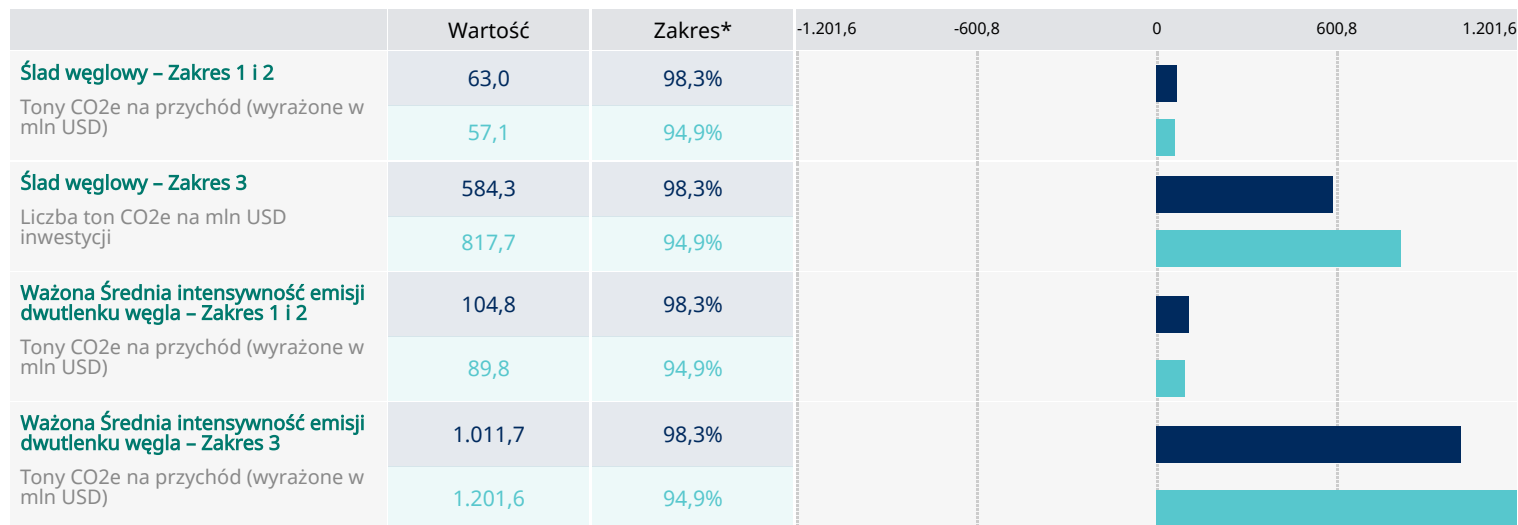 Wartość Zakres* -1.201,6 -600,8 0 600,8 1.201,6
Ślad węglowy – Zakres 1 i 2
Tony CO2e na przychód (wyrażone w
mln USD)
63,0 98,3%
57,1 94,9%
Ślad węglowy – Zakres 3
Liczba ton CO2e na mln USD
inwestycji
584,3 98,3%
817,7 94,9%
Ważona Średnia intensywność emisji
dwutlenku węgla – Zakres 1 i 2
Tony CO2e na przychód (wyrażone w
mln USD)
104,8 98,3%
89,8 94,9%
Ważona Średnia intensywność emisji
dwutlenku węgla – Zakres 3
Tony CO2e na przychód (wyrażone w
mln USD)
1.011,7 98,3%
1.201,6 94,9%